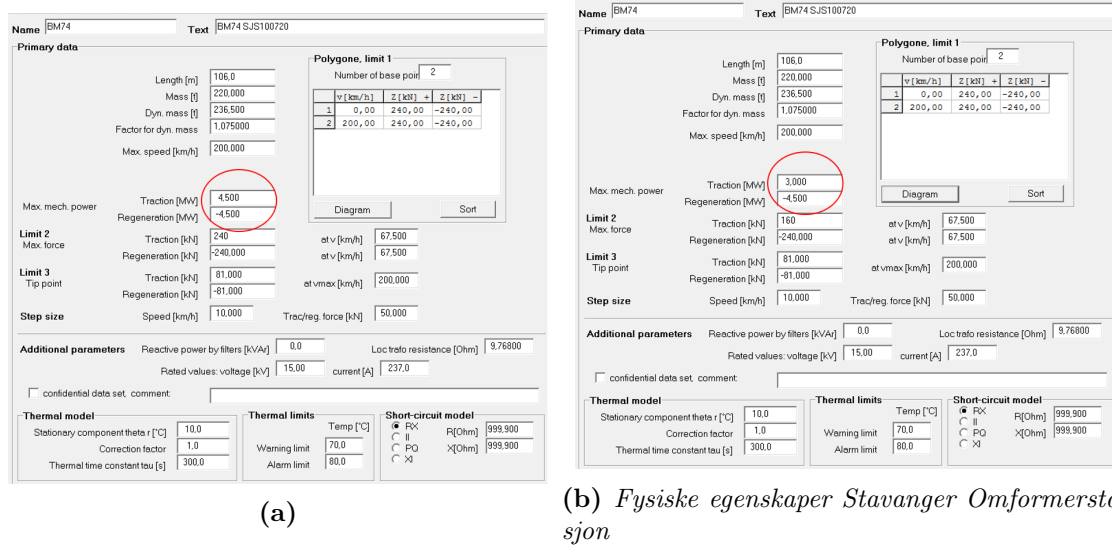 Name BM74 Text BM74 SJS100720
Primary data
Length [m] 106,0
Mass [t] 220,000
Dyn. mass [t] 236,500
Factor for dyn. mass 1,075000
Max. speed [km/h] 200,000
Polygone, limit 1
Number of base poin 2
v[km/h] Z[kN] + Z[kN] -
1 0,00 240,00 -240,00
2 200,00 240,00 -240,00
Diagram Sort
Max. mech. power Traction [MW] 4,500
Regeneration [MW] -4,500
Limit 2 Traction [kN] 240 at v [km/h] 67,500
Max. force Regeneration [kN] -240,000 at v [km/h] 67,500
Limit 3 Traction [kN] 81,000 at vmax [km/h] 200,000
Tip point Regeneration [kN] -81,000
Step size Speed [km/h] 10,000 Trac/reg. force [kN] 50,000
Additional parameters Reactive power by filters [kVAr] 0,0 Loc trafo resistance [Ohm] 9,76800
Rated values: voltage [kV] 15,00 current [A] 237,0
confidential data set, comment:
Thermal model
Stationary component theta r [°C] 10,0
Correction factor 1,0
Thermal time constant tau [s] 300,0
Thermal limits
Temp [°C]
Warning limit 70,0
Alarm limit 80,0
Short-circuit model
RX R[Ohm] 999,900
II
PQ X[Ohm] 999,900
XI
(a)
Name BM74 Text BM74 SJS100720
Primary data
Length [m] 106,0
Mass [t] 220,000
Dyn. mass [t] 236,500
Factor for dyn. mass 1,075000
Max. speed [km/h] 200,000
Polygone, limit 1
Number of base poin 2
v[km/h] Z[kN] + Z[kN] -
1 0,00 240,00 -240,00
2 200,00 240,00 -240,00
Diagram Sort
Max. mech. power Traction [MW] 3,000
Regeneration [MW] -4,500
Limit 2 Traction [kN] 160 at v [km/h] 67,500
Max. force Regeneration [kN] -240,000 at v [km/h] 67,500
Limit 3 Traction [kN] 81,000 at vmax [km/h] 200,000
Tip point Regeneration [kN] -81,000
Step size Speed [km/h] 10,000 Trac/reg. force [kN] 50,000
Additional parameters Reactive power by filters [kVAr] 0,0 Loc trafo resistance [Ohm] 9,76800
Rated values: voltage [kV] 15,00 current [A] 237,0
confidential data set, comment:
Thermal model
Stationary component theta r [°C] 10,0
Correction factor 1,0
Thermal time constant tau [s] 300,0
Thermal limits
Temp [°C]
Warning limit 70,0
Alarm limit 80,0
Short-circuit model
RX R[Ohm] 999,900
II
PQ X[Ohm] 999,900
XI
(b) Fysiske egenskaper Stavanger Omformersta
sjon